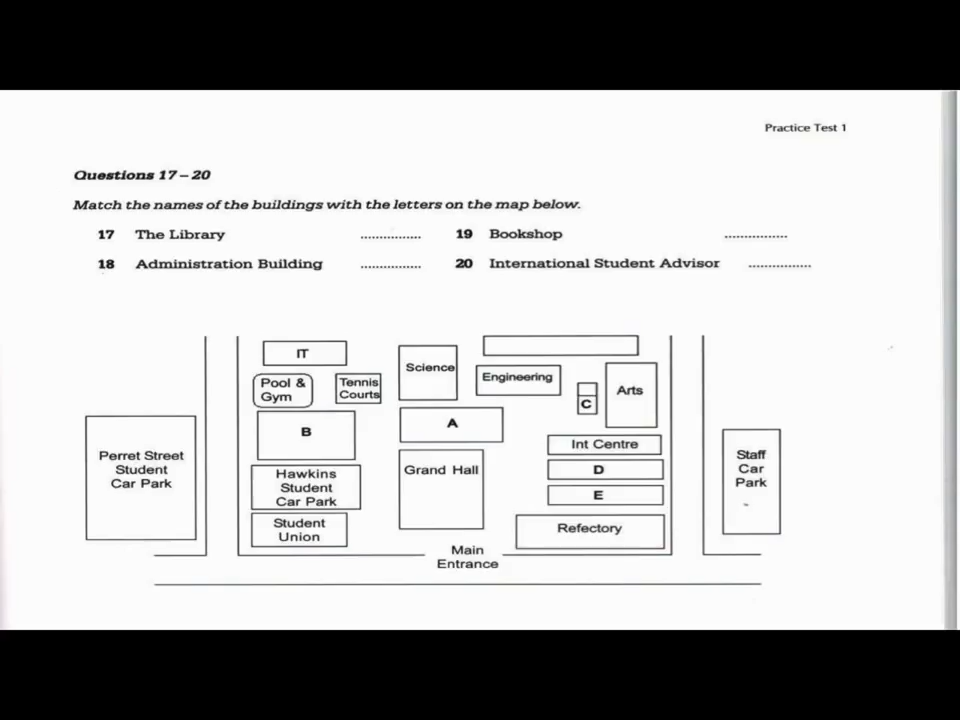 Practice Test 1
Questions 17 – 20
Match the names of the buildings with the letters on the map below.
17 The Library ................ 19 Bookshop ................
18 Administration Building ................ 20 International Student Advisor ................
IT
Science
Engineering
Pool &
Gym
Tennis
Courts
C
Arts
B
A
Int Centre
Perret Street
Student
Car Park
Hawkins
Student
Car Park
Grand Hall
D
E
Staff
Car
Park
Student
Union
Refectory
Main
Entrance